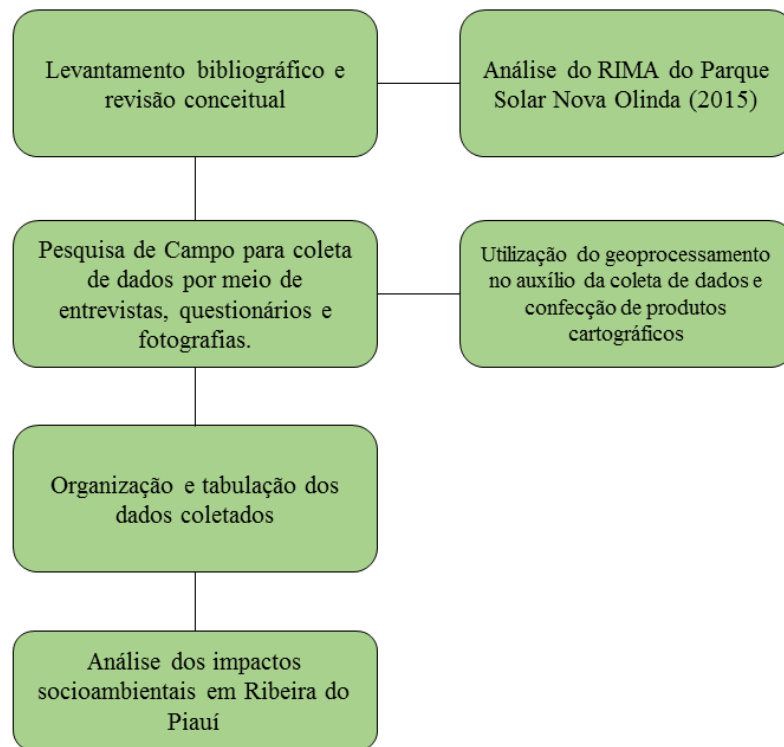 Levantamento bibliográfico e
revisão conceitual
Análise do RIMA do Parque
Solar Nova Olinda (2015)
Pesquisa de Campo para coleta
de dados por meio de
entrevistas, questionários e
fotografias.
Utilização do geoprocessamento
no auxílio da coleta de dados e
confecção de produtos
cartográficos
Organização e tabulação dos
dados coletados
Análise dos impactos
socioambientais em Ribeira do
Piauí